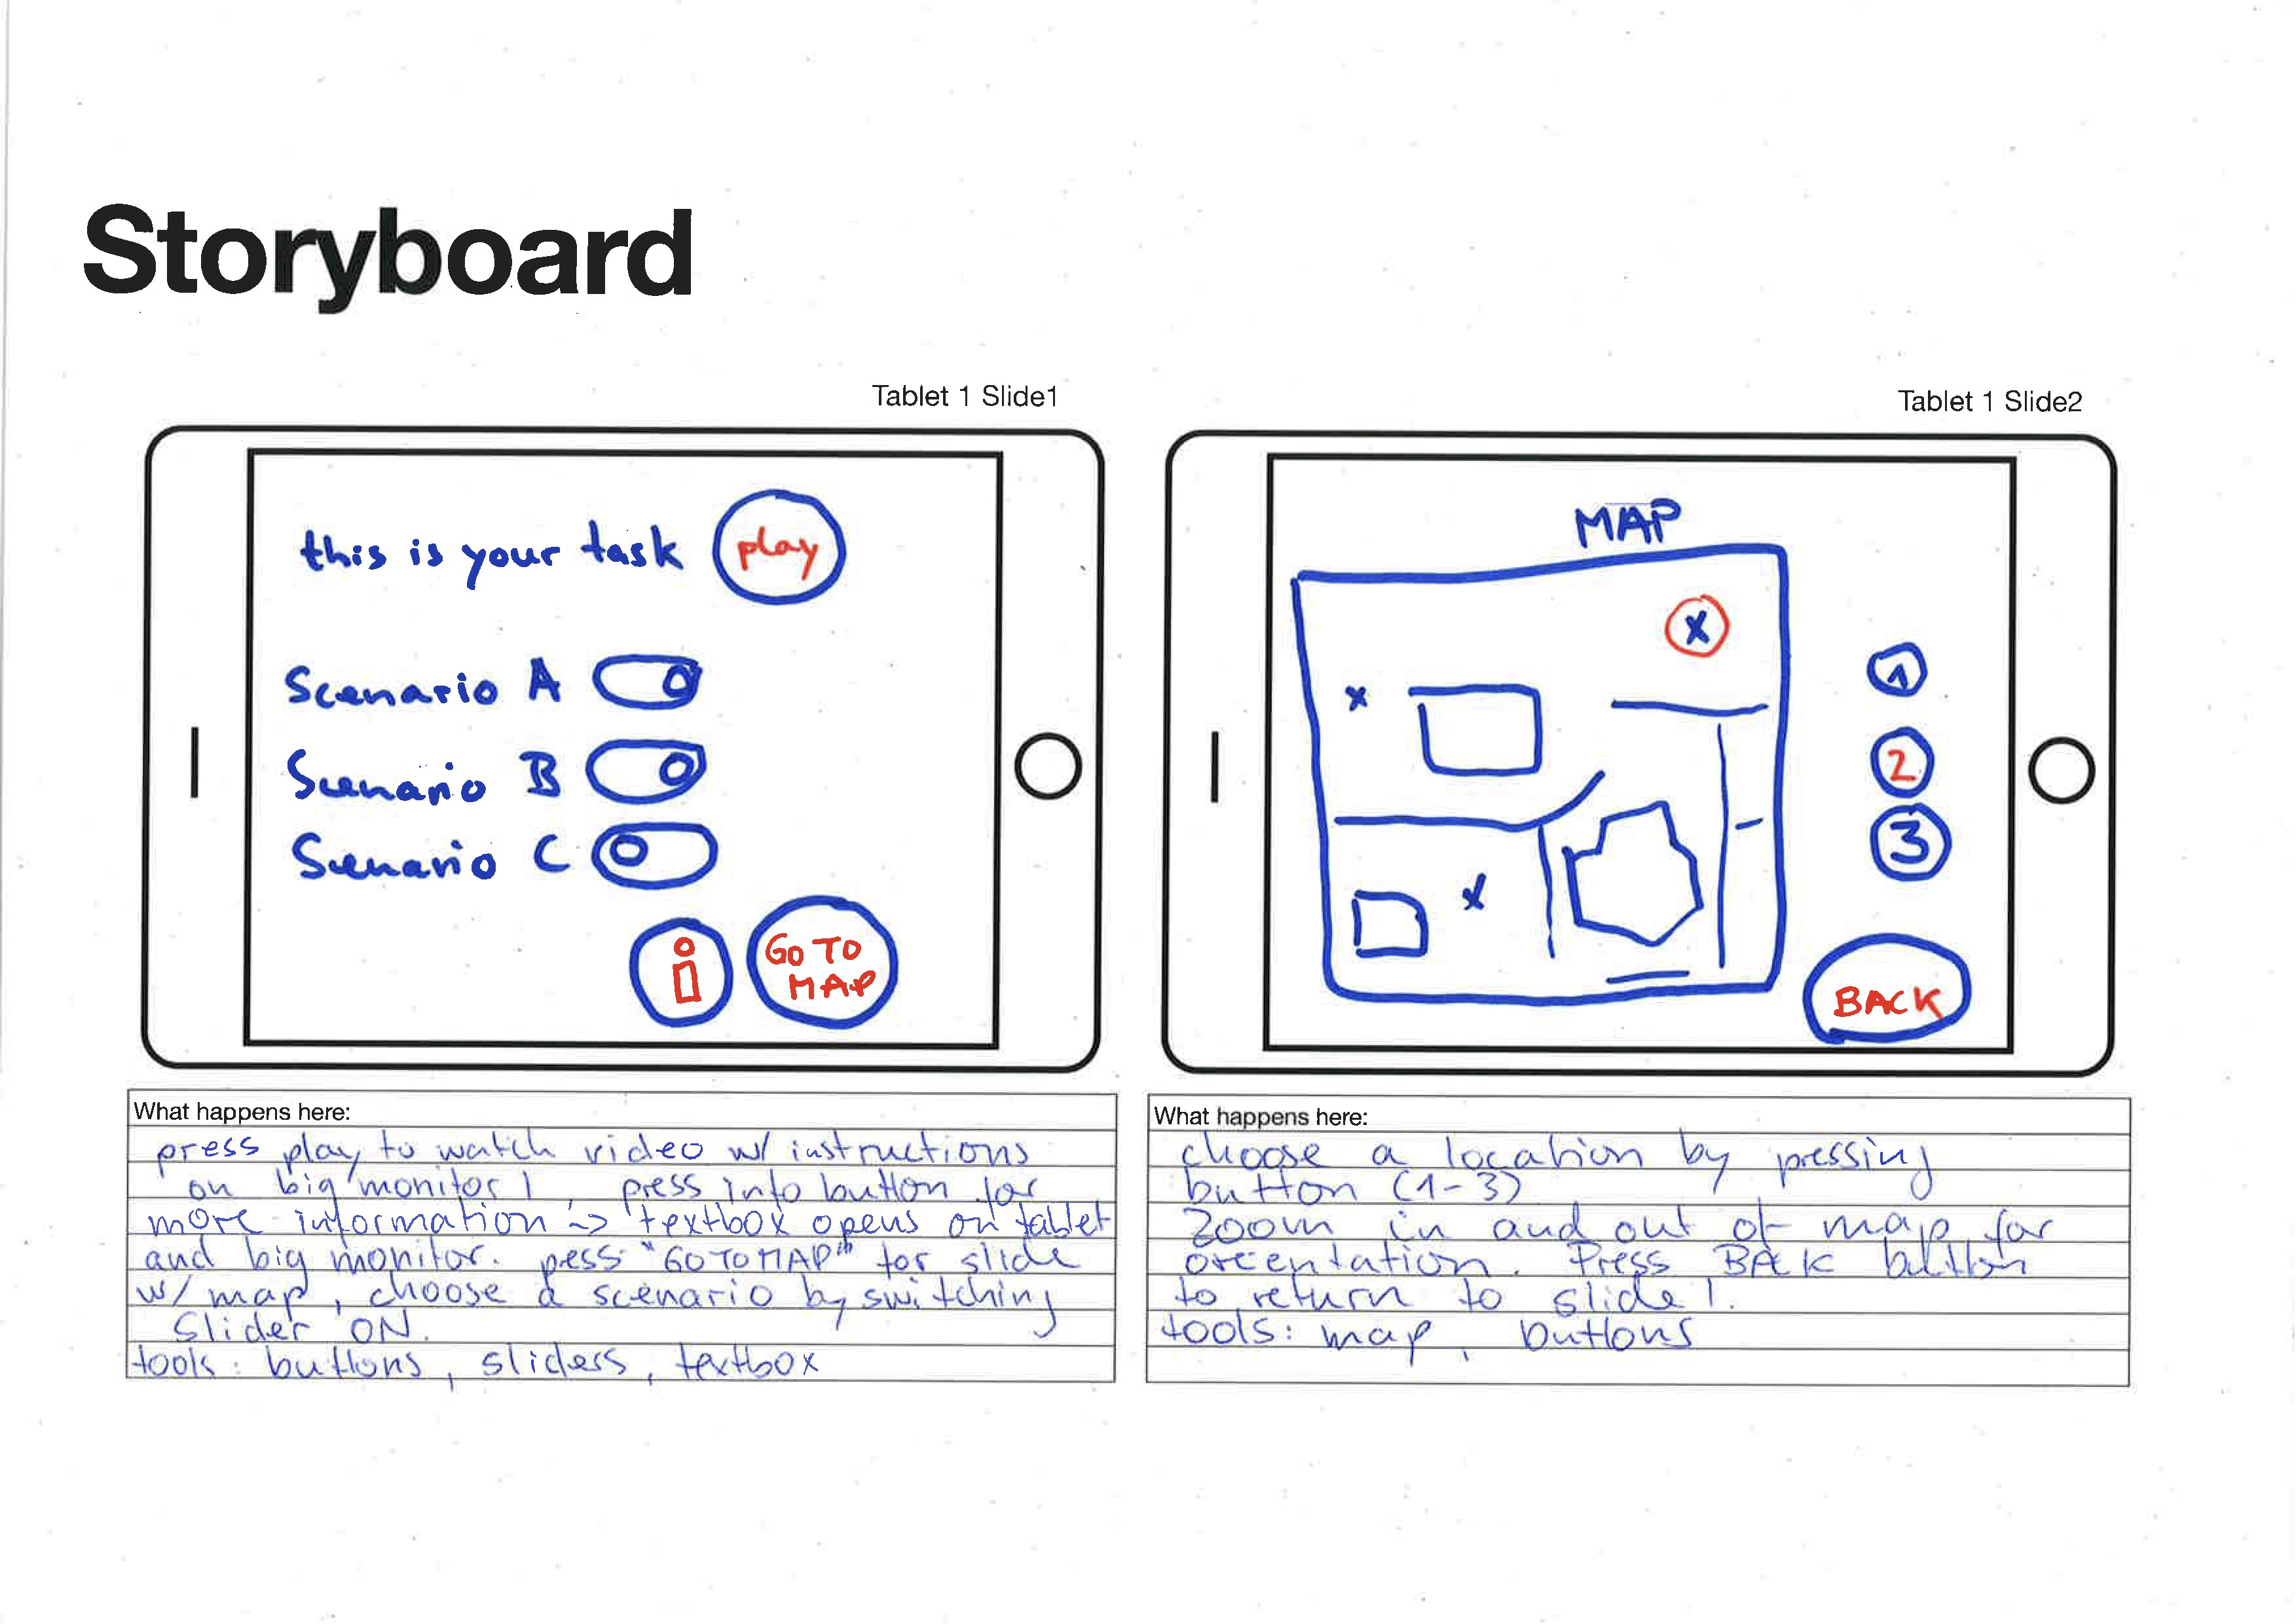 Storyboard
Tablet 1 Slide1
this is your task play
Scenario A
Scenario B
Scenario C
i GO TO
MAP
What happens here:
press play to watch video w/ instructions
on big monitor 1, press info button for
more information -> textbox opens on tablet
and big monitor. pess "GO TO MAP" for slide
w/ map, choose a scenario by switching
slider ON.
tools: buttons, sliders, textbox
Tablet 1 Slide2
MAP
x
x
x
1
2
3
BACK
What happens here:
choose a location by pressing
button (1-3)
zoom in and out of map for
orientation. Press BACK button
to return to slide 1.
tools: map, buttons